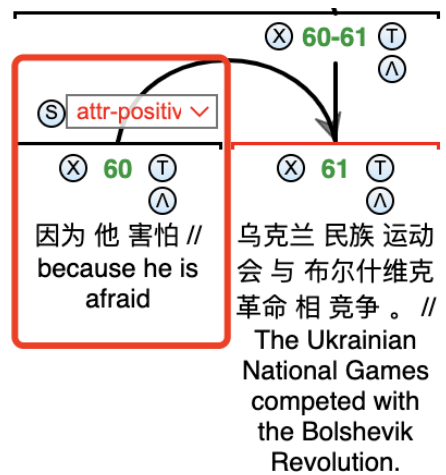 X 60-61 T
Λ
S attr-positiv
X 60 T
Λ
因为 他 害怕 //
because he is
afraid
X 61 T
Λ
乌克兰 民族 运动
会 与 布尔什维克
革命 相 竞争 。 //
The Ukrainian
National Games
competed with
the Bolshevik
Revolution.